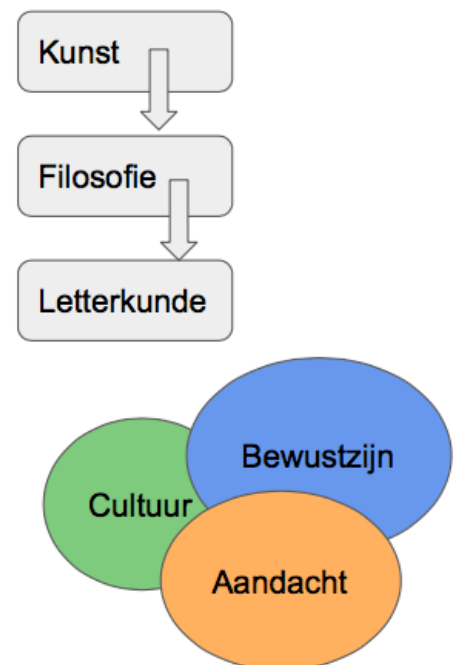 Kunst
Filosofie
Letterkunde
Bewustzijn
Cultuur
Aandacht